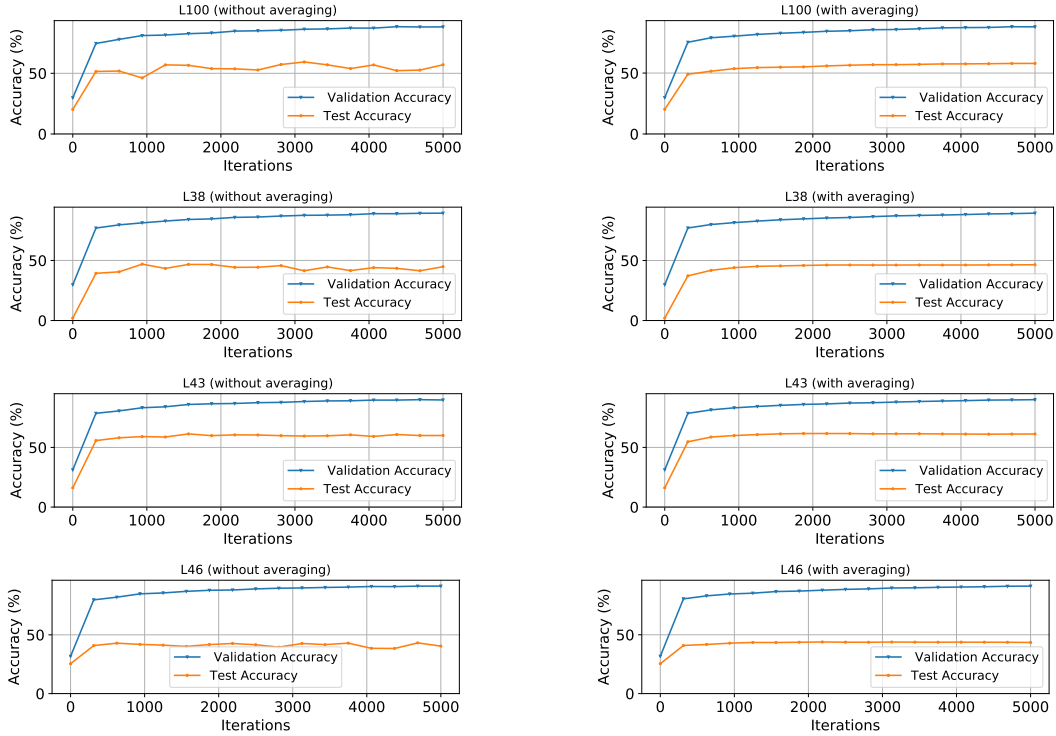 L100 (without averaging)
Accuracy (%)
50
0
Validation Accuracy
Test Accuracy
0 1000 2000 3000 4000 5000
Iterations
L100 (with averaging)
Accuracy (%)
50
0
Validation Accuracy
Test Accuracy
0 1000 2000 3000 4000 5000
Iterations
L38 (without averaging)
Accuracy (%)
50
0
Validation Accuracy
Test Accuracy
0 1000 2000 3000 4000 5000
Iterations
L38 (with averaging)
Accuracy (%)
50
0
Validation Accuracy
Test Accuracy
0 1000 2000 3000 4000 5000
Iterations
L43 (without averaging)
Accuracy (%)
50
0
Validation Accuracy
Test Accuracy
0 1000 2000 3000 4000 5000
Iterations
L43 (with averaging)
Accuracy (%)
50
0
Validation Accuracy
Test Accuracy
0 1000 2000 3000 4000 5000
Iterations
L46 (without averaging)
Accuracy (%)
50
0
Validation Accuracy
Test Accuracy
0 1000 2000 3000 4000 5000
Iterations
L46 (with averaging)
Accuracy (%)
50
0
Validation Accuracy
Test Accuracy
0 1000 2000 3000 4000 5000
Iterations